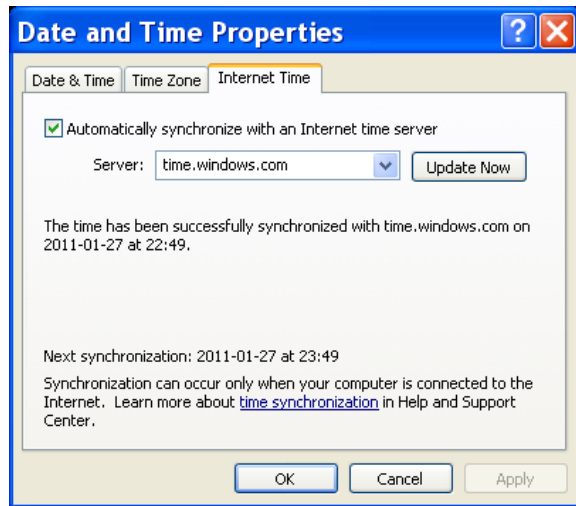 Date and Time Properties
Date & Time Time Zone Internet Time
Automatically synchronize with an Internet time server
Server: time.windows.com Update Now
The time has been successfully synchronized with time.windows.com on
2011-01-27 at 22:49.
Next synchronization: 2011-01-27 at 23:49
Synchronization can occur only when your computer is connected to the
Internet. Learn more about time synchronization in Help and Support
Center.
OK Cancel Apply